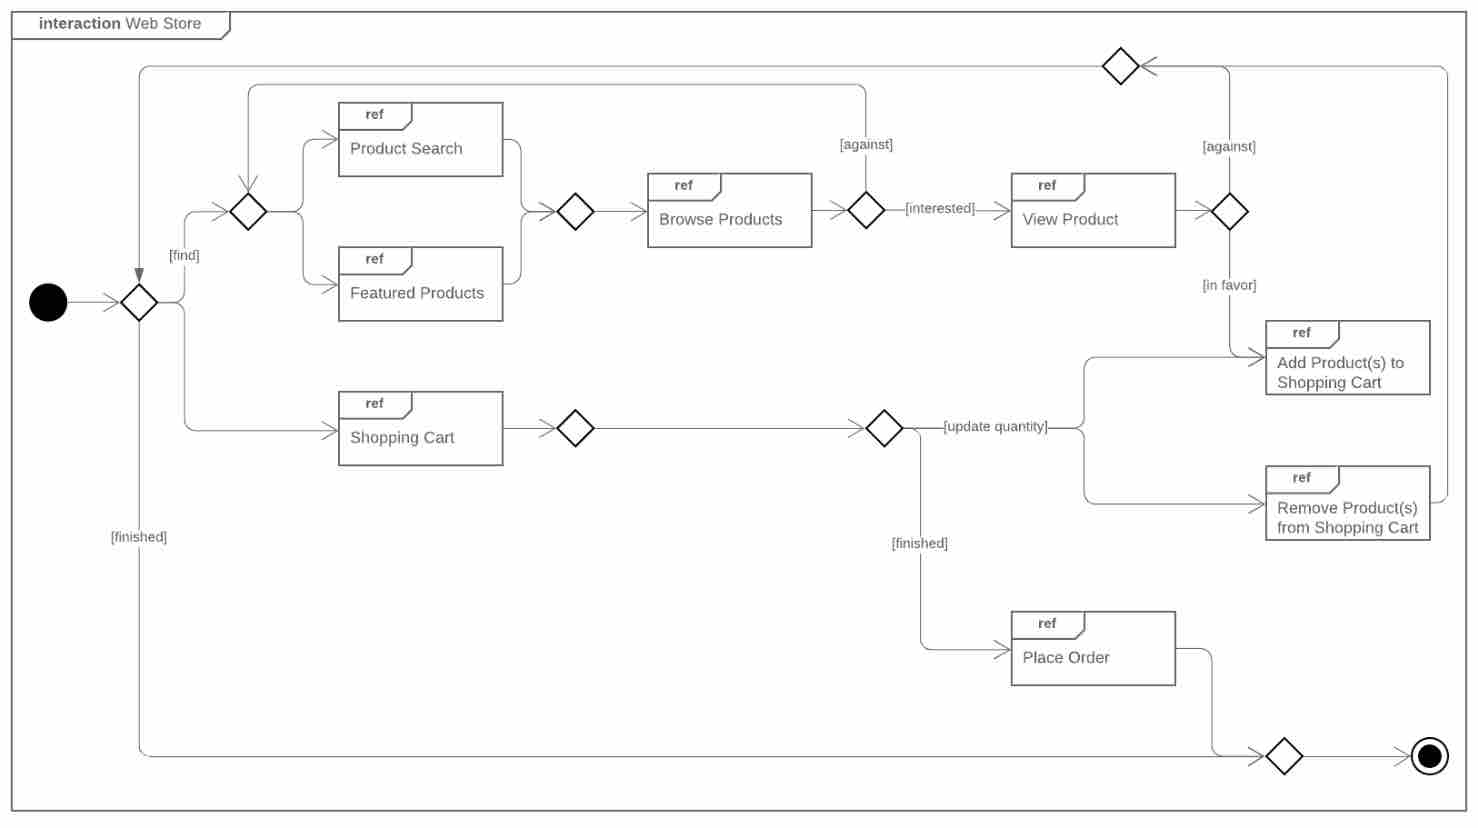 interaction Web Store
ref
Product Search
[against]
[against]
ref
Browse Products
[interested]
ref
View Product
[find]
ref
Featured Products
[in favor]
ref
Add Product(s) to
Shopping Cart
ref
Shopping Cart
[update quantity]
ref
Remove Product(s)
from Shopping Cart
[finished]
[finished]
ref
Place Order